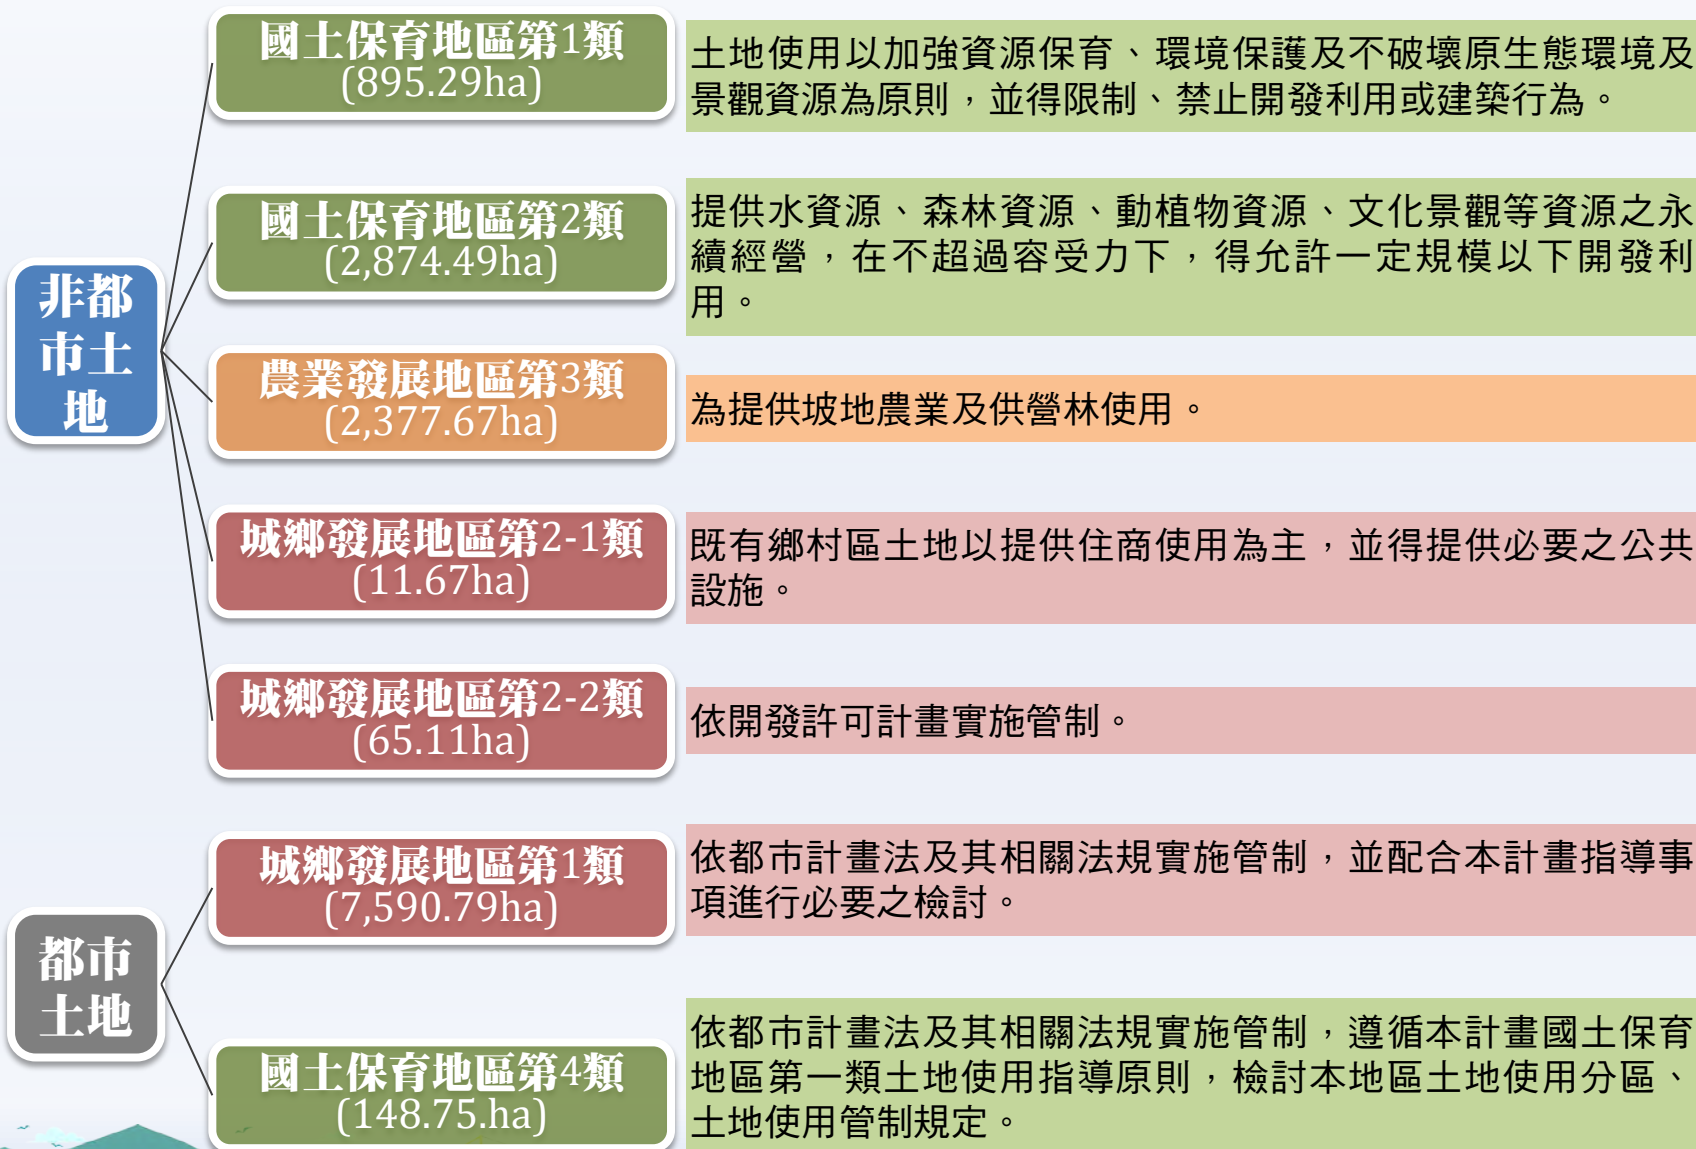 非都
市土
地
國土保育地區第1類
(895.29ha)
土地使用以加強資源保育、環境保護及不破壞原生態環境及
景觀資源為原則，並得限制、禁止開發利用或建築行為。
國土保育地區第2類
(2,874.49ha)
提供水資源、森林資源、動植物資源、文化景觀等資源之永
續經營，在不超過容受力下，得允許一定規模以下開發利
用。
農業發展地區第3類
(2,377.67ha)
為提供坡地農業及供營林使用。
城鄉發展地區第2-1類
(11.67ha)
既有鄉村區土地以提供住商使用為主，並得提供必要之公共
設施。
城鄉發展地區第2-2類
(65.11ha)
依開發許可計畫實施管制。
都市
土地
城鄉發展地區第1類
(7,590.79ha)
依都市計畫法及其相關法規實施管制，並配合本計畫指導事
項進行必要之檢討。
國土保育地區第4類
(148.75.ha)
依都市計畫法及其相關法規實施管制，遵循本計畫國土保育
地區第一類土地使用指導原則，檢討本地區土地使用分區、
土地使用管制規定。